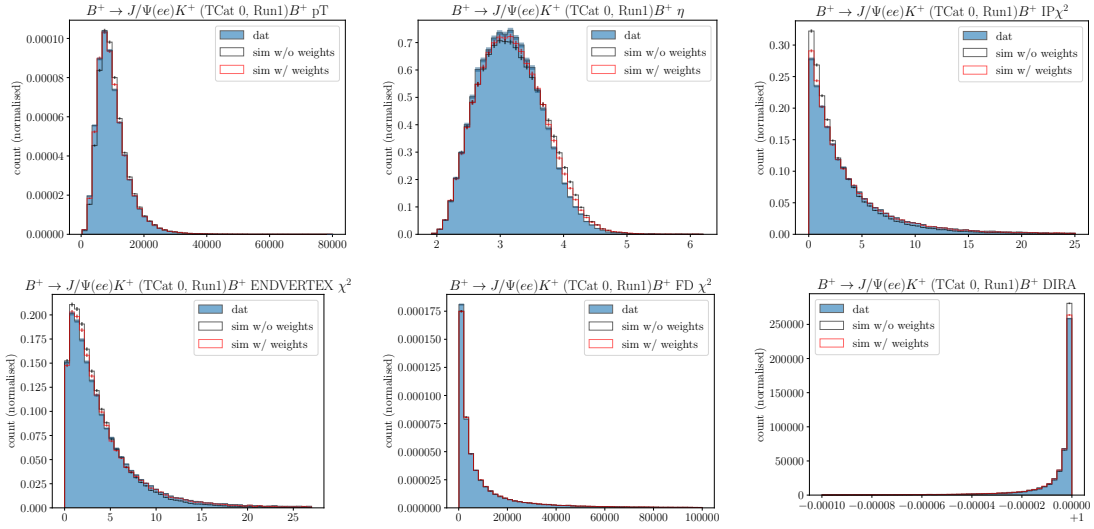 B⁺ → J/Ψ(ee)K⁺ (TCat 0, Run1)B⁺ pT
count (normalised)
0.00010
0.00008
0.00006
0.00004
0.00002
0.00000
0 20000 40000 60000 80000
dat
sim w/o weights
sim w/ weights
B⁺ → J/Ψ(ee)K⁺ (TCat 0, Run1)B⁺ η
count (normalised)
0.7
0.6
0.5
0.4
0.3
0.2
0.1
0.0
2 3 4 5 6
dat
sim w/o weights
sim w/ weights
B⁺ → J/Ψ(ee)K⁺ (TCat 0, Run1)B⁺ IPχ²
count (normalised)
0.30
0.25
0.20
0.15
0.10
0.05
0.00
0 5 10 15 20 25
dat
sim w/o weights
sim w/ weights
B⁺ → J/Ψ(ee)K⁺ (TCat 0, Run1)B⁺ ENDVERTEX χ²
count (normalised)
0.200
0.175
0.150
0.125
0.100
0.075
0.050
0.025
0.000
0 5 10 15 20 25
dat
sim w/o weights
sim w/ weights
B⁺ → J/Ψ(ee)K⁺ (TCat 0, Run1)B⁺ FD χ²
count (normalised)
0.000175
0.000150
0.000125
0.000100
0.000075
0.000050
0.000025
0.000000
0 20000 40000 60000 80000 100000
dat
sim w/o weights
sim w/ weights
B⁺ → J/Ψ(ee)K⁺ (TCat 0, Run1)B⁺ DIRA
count (normalised)
250000
200000
150000
100000
50000
0
−0.00010 −0.00008 −0.00006 −0.00004 −0.00002 0.00000
+1
dat
sim w/o weights
sim w/ weights